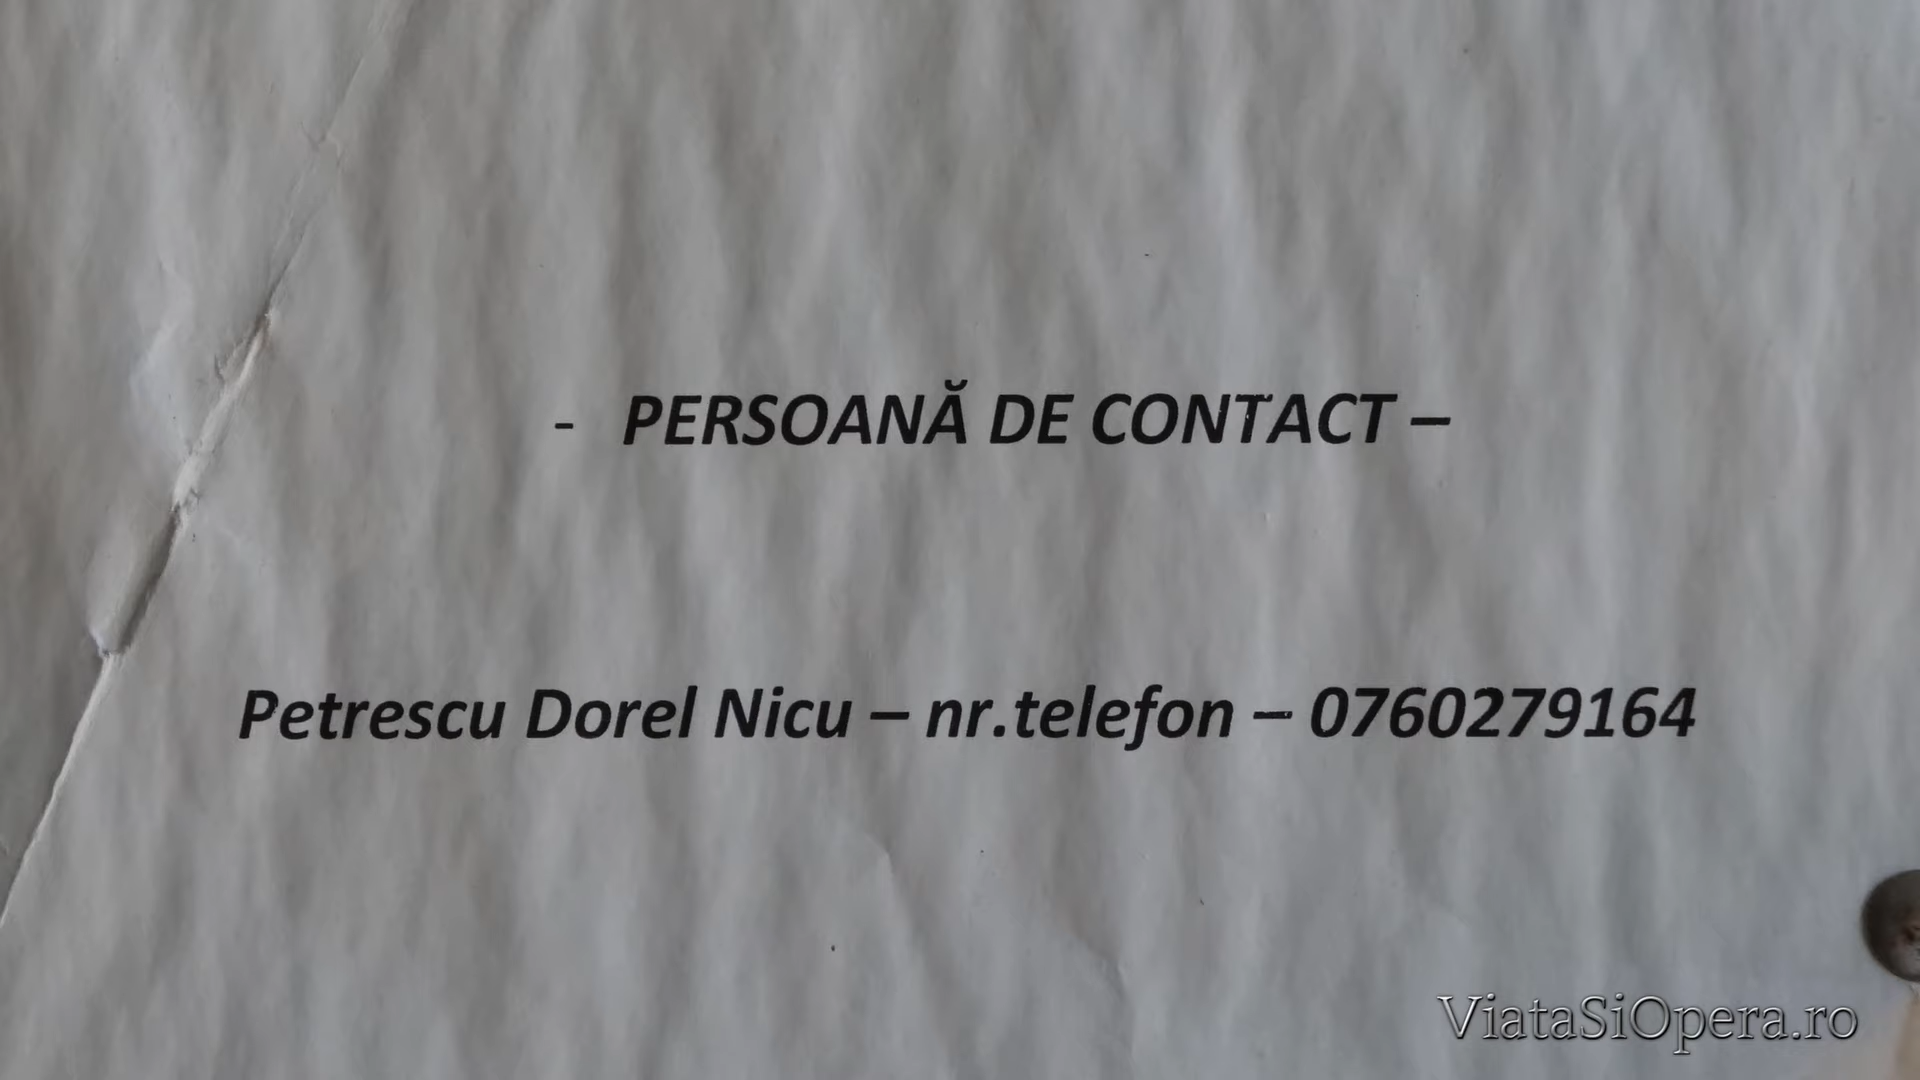 - PERSOANĂ DE CONTACT –
Petrescu Dorel Nicu – nr.telefon – 0760279164
ViataSiOpera.ro